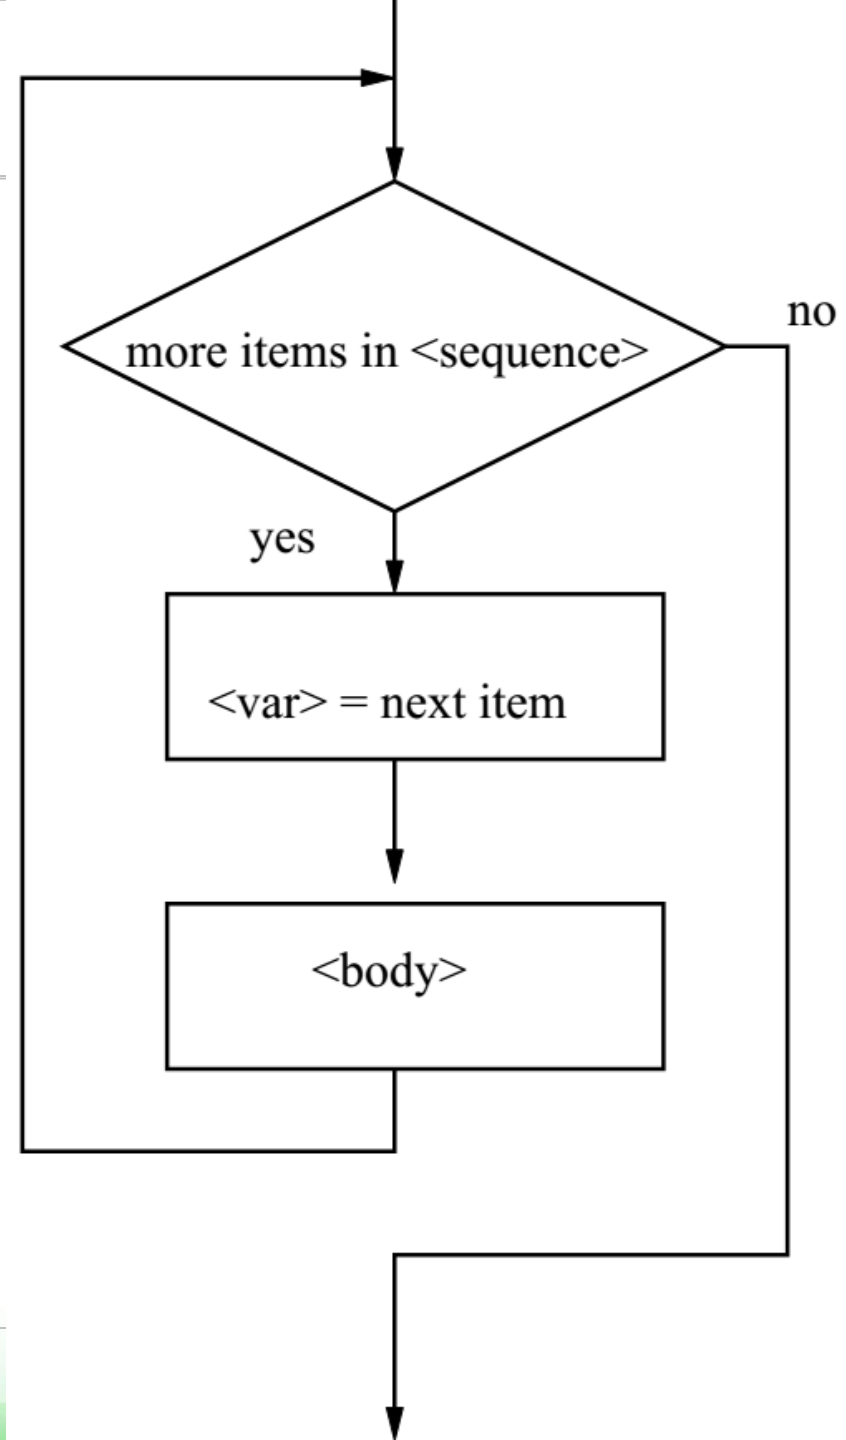 more items in <sequence>
no
yes
<var> = next item
<body>